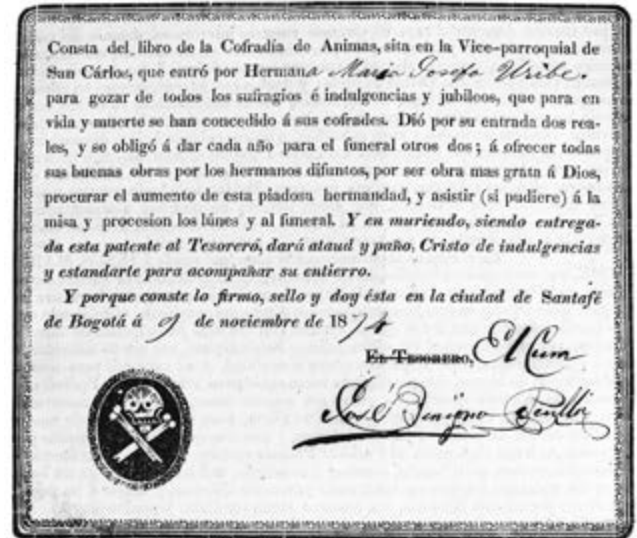 Consta del libro de la Cofradía de Animas, sita en la Vice-parroquial de
San Cárlos, que entró por Hermana Maria Josefa Uribe.
para gozar de todos los sufragios é indulgencias y jubileos, que para en
vida y muerte se han concedido á sus cofrades. Dió por su entrada dos rea-
les, y se obligó á dar cada año para el funeral otros dos; á ofrecer todas
sus buenas obras por los hermanos difuntos, por ser obra mas grata á Dios,
procurar el aumento de esta piadosa hermandad, y asistir (si pudiere) á la
misa y procesion los lúnes y al funeral. Y en muriendo, siendo entrega-
da esta patente al Tesorero, dará ataud y paño, Cristo de indulgencias
y estandarte para acompañar su entierro.
Y porque conste lo firmo, sello y doy ésta en la ciudad de Santafé
de Bogotá á 9 de noviembre de 1874
EL TESORERO, El Cura
José Benigno